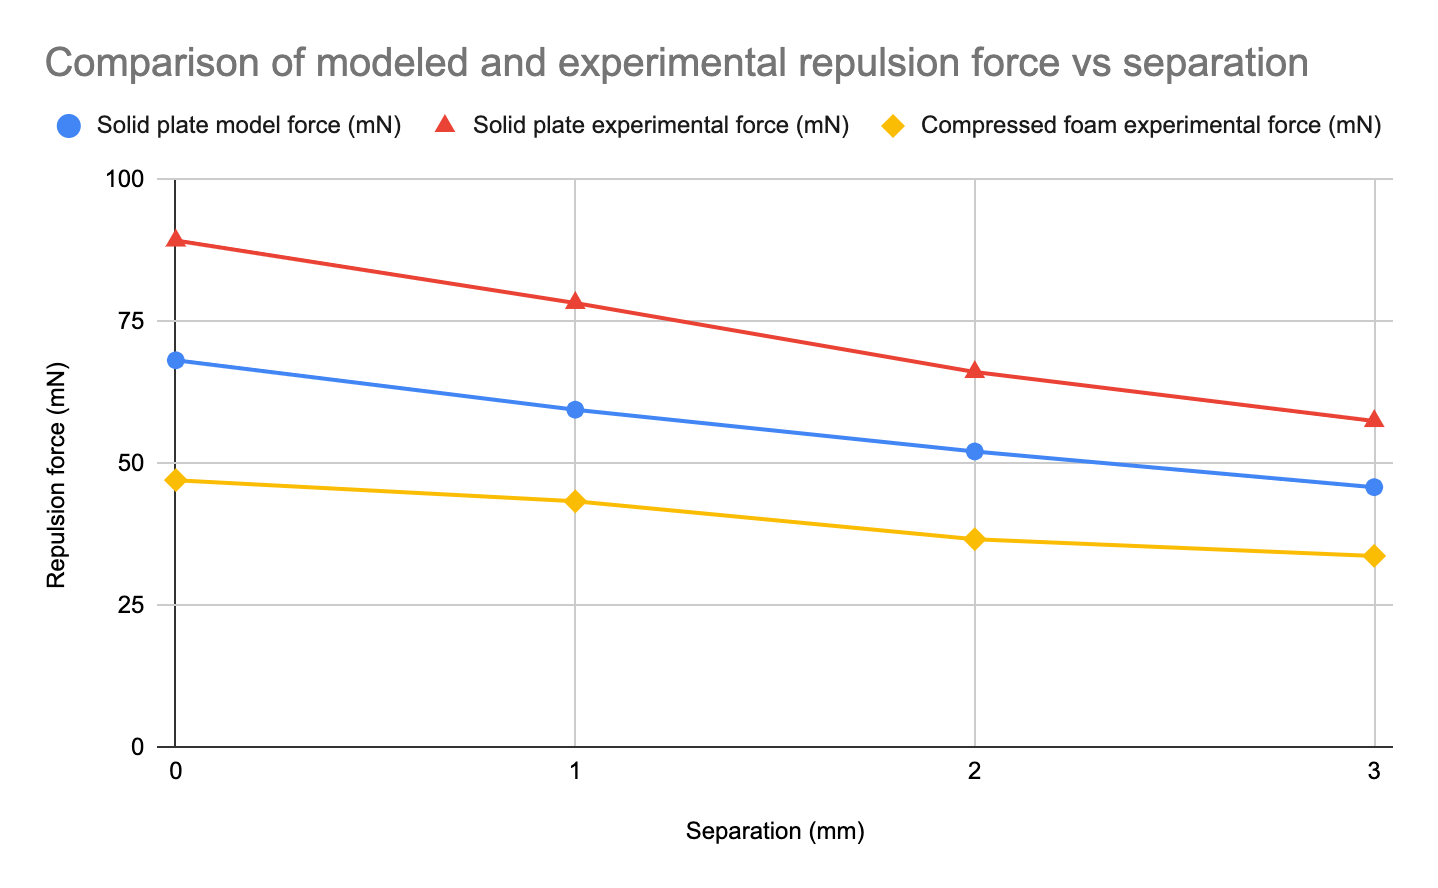 Comparison of modeled and experimental repulsion force vs separation
Solid plate model force (mN) Solid plate experimental force (mN) Compressed foam experimental force (mN)
100
75
50
25
0
Repulsion force (mN)
0 1 2 3
Separation (mm)